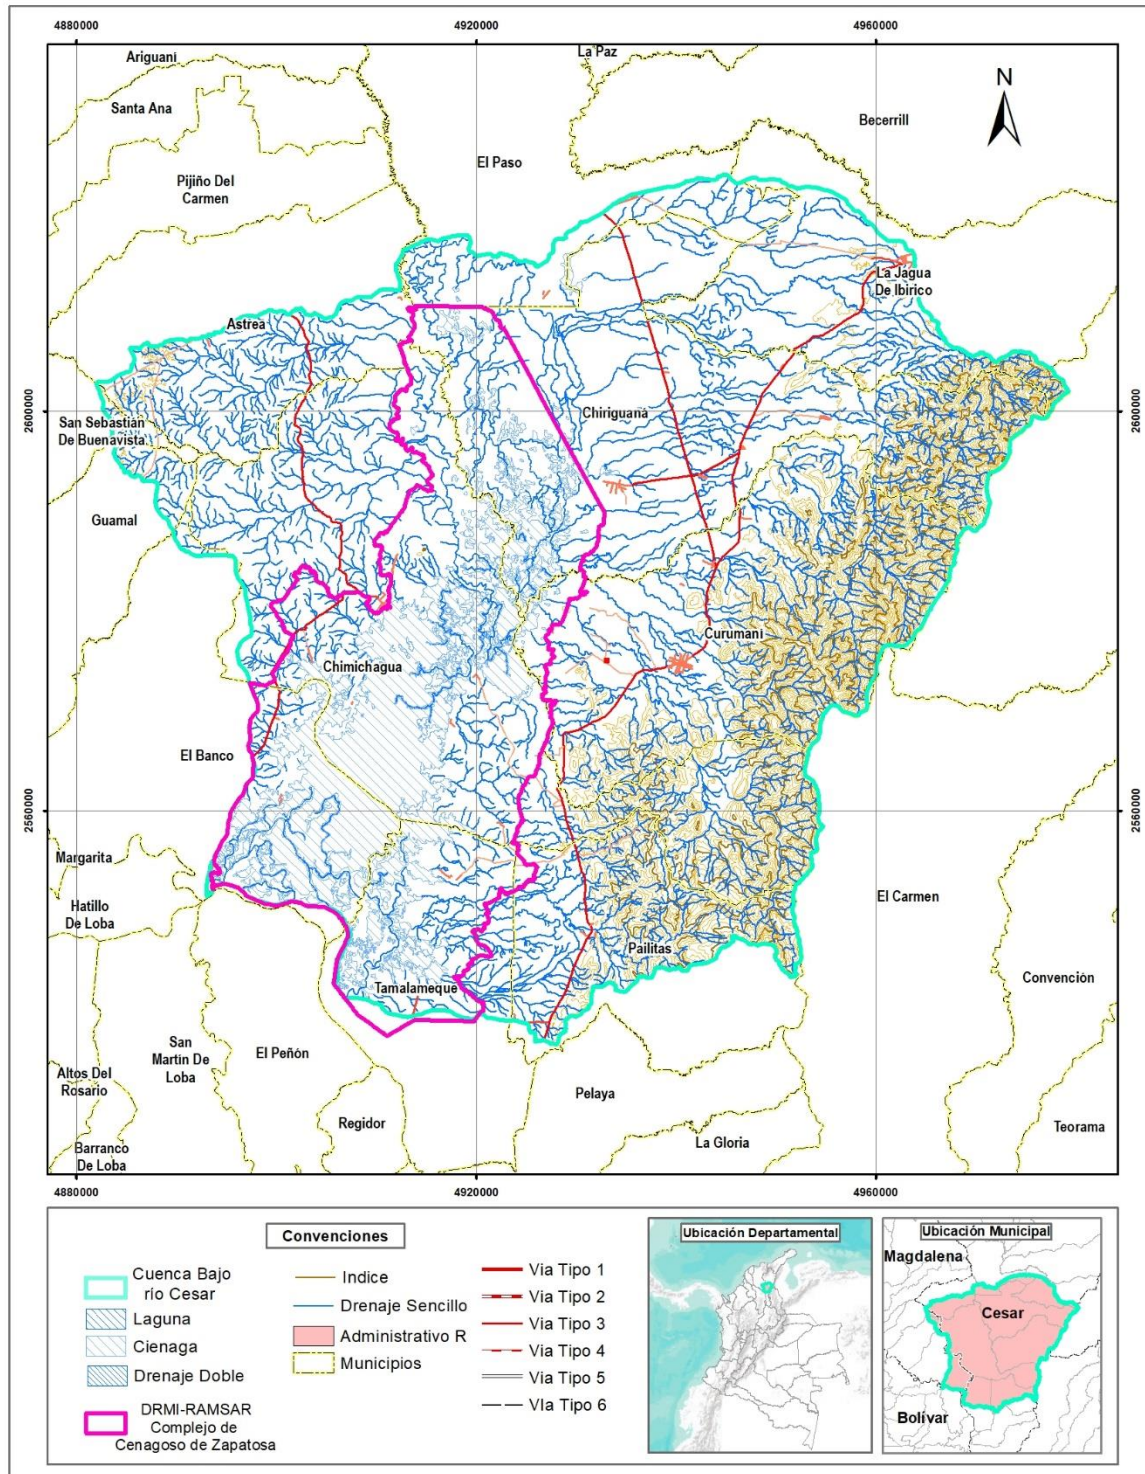 4880000
4920000
4960000
La Paz
Ariguaní
Santa Ana
Becerrill
El Paso
N
Pijiño Del
Carmen
La Jagua
De Ibirico
Astrea
2600000
2600000
San Sebastián
De Buenavista
Chiriguaná
Guamal
Curumaní
Chimichagua
El Banco
2560000
2560000
Margarita
Hatillo
De Loba
El Carmen
Pailitas
Tamalameque
Convención
San
Martín De
Loba
El Peñón
Altos Del
Rosario
Pelaya
Regidor
La Gloria
Teorama
Barranco
De Loba
4880000
4920000
4960000
Convenciones
Cuenca Bajo
río Cesar
Laguna
Cienaga
Drenaje Doble
DRMI-RAMSAR
Complejo de
Cenagoso de Zapatosa
Indice
Drenaje Sencillo
Administrativo R
Municipios
Via Tipo 1
Via Tipo 2
Via Tipo 3
Via Tipo 4
Via Tipo 5
VIa Tipo 6
Ubicación Departamental
Ubicación Municipal
Magdalena
Cesar
Bolívar